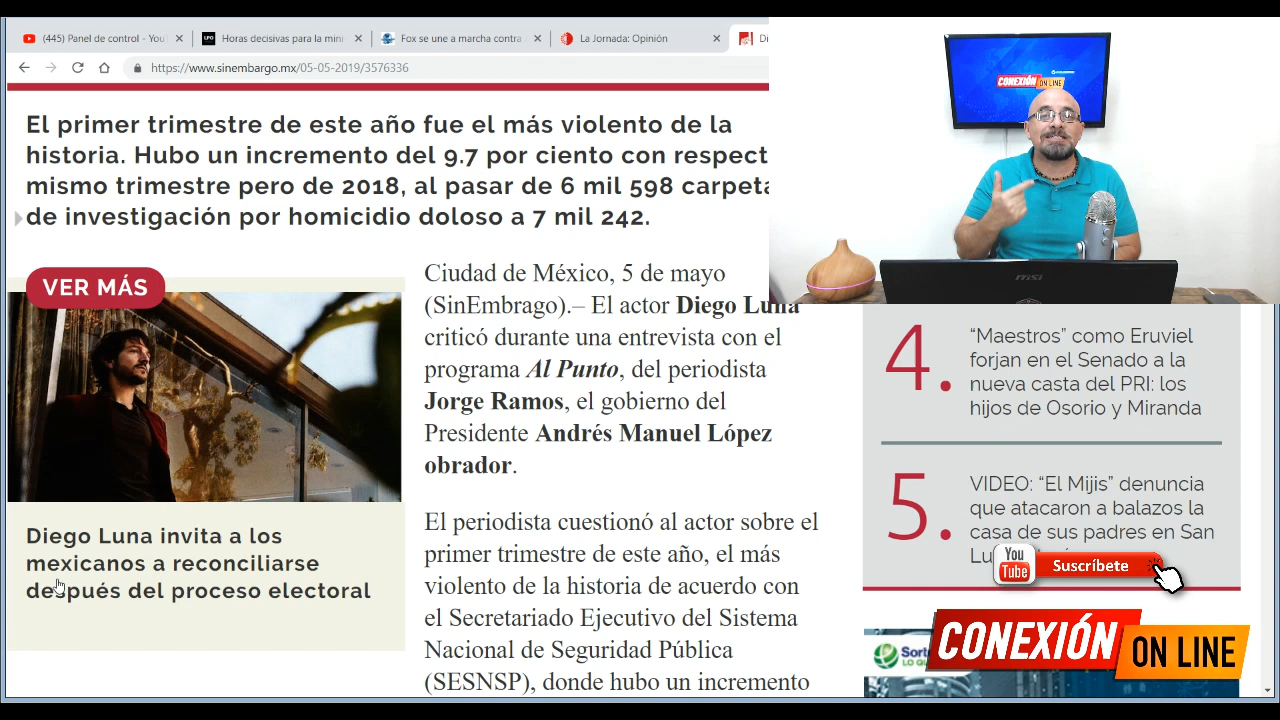 (445) Panel de control - You
Horas decisivas para la mini
Fox se une a marcha contra
La Jornada: Opinión
Di
https://www.sinembargo.mx/05-05-2019/3576336
CONEXIÓN ON LINE
El primer trimestre de este año fue el más violento de la
historia. Hubo un incremento del 9.7 por ciento con respect
mismo trimestre pero de 2018, al pasar de 6 mil 598 carpeta
de investigación por homicidio doloso a 7 mil 242.
msi
VER MÁS
Diego Luna invita a los
mexicanos a reconciliarse
después del proceso electoral
Ciudad de México, 5 de mayo
(SinEmbrago).– El actor Diego Luna
criticó durante una entrevista con el
programa Al Punto, del periodista
Jorge Ramos, el gobierno del
Presidente Andrés Manuel López
obrador.
El periodista cuestionó al actor sobre el
primer trimestre de este año, el más
violento de la historia de acuerdo con
el Secretariado Ejecutivo del Sistema
Nacional de Seguridad Pública
(SESNSP), donde hubo un incremento
4.
“Maestros” como Eruviel
forjan en el Senado a la
nueva casta del PRI: los
hijos de Osorio y Miranda
5.
VIDEO: “El Mijis” denuncia
que atacaron a balazos la
casa de sus padres en San
You
Tube
Suscríbete
CONEXIÓN
ON LINE